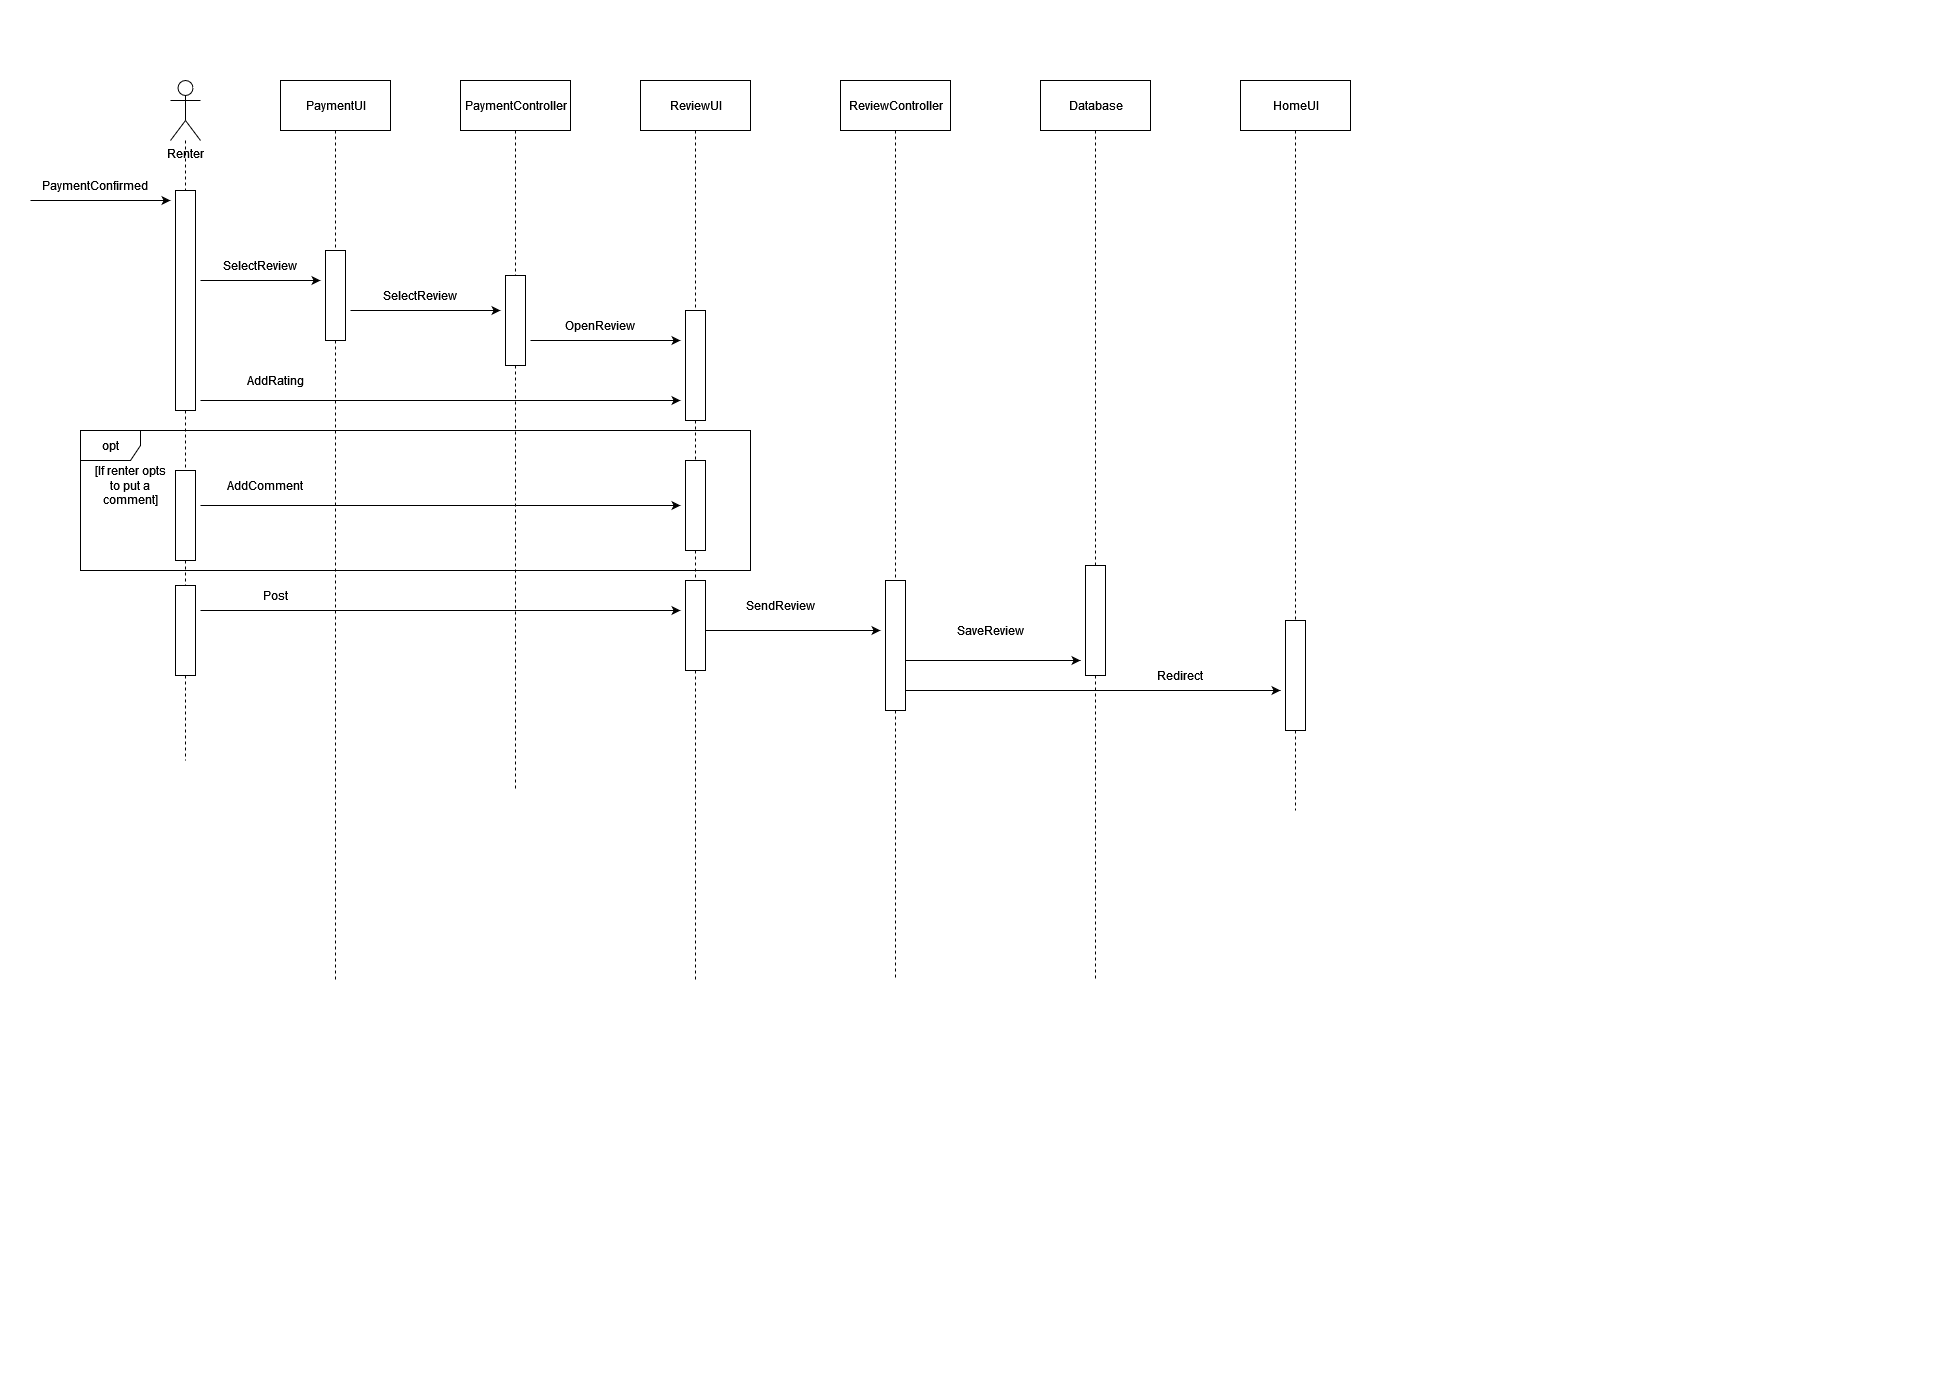 PaymentUI
PaymentController
ReviewUI
ReviewController
Database
HomeUI
Renter
PaymentConfirmed
SelectReview
SelectReview
OpenReview
AddRating
opt
[If renter opts
to put a
comment]
AddComment
Post
SendReview
SaveReview
Redirect